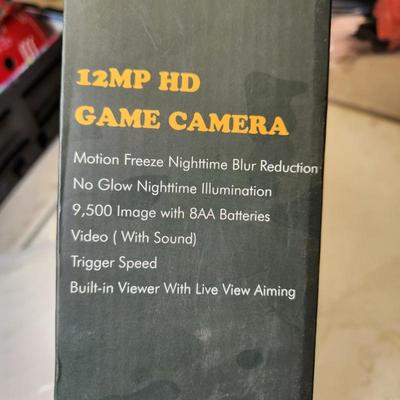 12MP HD
GAME CAMERA
Motion Freeze Nighttime Blur Reduction
No Glow Nighttime Illumination
9,500 Image with 8AA Batteries
Video ( With Sound)
Trigger Speed
Built-in Viewer With Live View Aiming